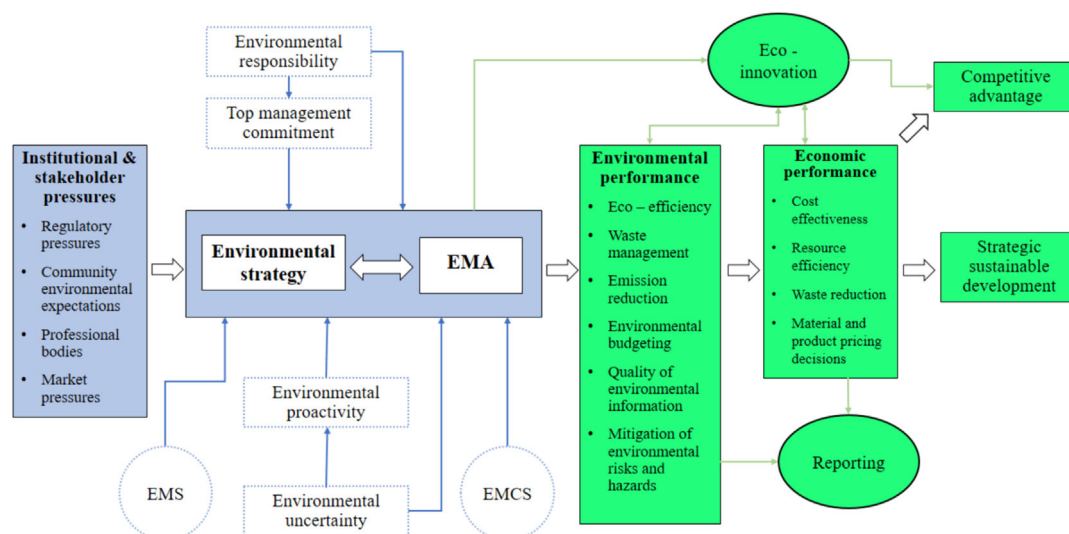 Environmental
responsibility
Top management
commitment
Institutional &
stakeholder
pressures
• Regulatory
pressures
• Community
environmental
expectations
• Professional
bodies
• Market
pressures
Environmental
strategy
EMA
Environmental
proactivity
EMS
Environmental
uncertainty
EMCS
Eco -
innovation
Environmental
performance
• Eco – efficiency
• Waste
management
• Emission
reduction
• Environmental
budgeting
• Quality of
environmental
information
• Mitigation of
environmental
risks and
hazards
Economic
performance
• Cost
effectiveness
• Resource
efficiency
• Waste reduction
• Material and
product pricing
decisions
Competitive
advantage
Strategic
sustainable
development
Reporting